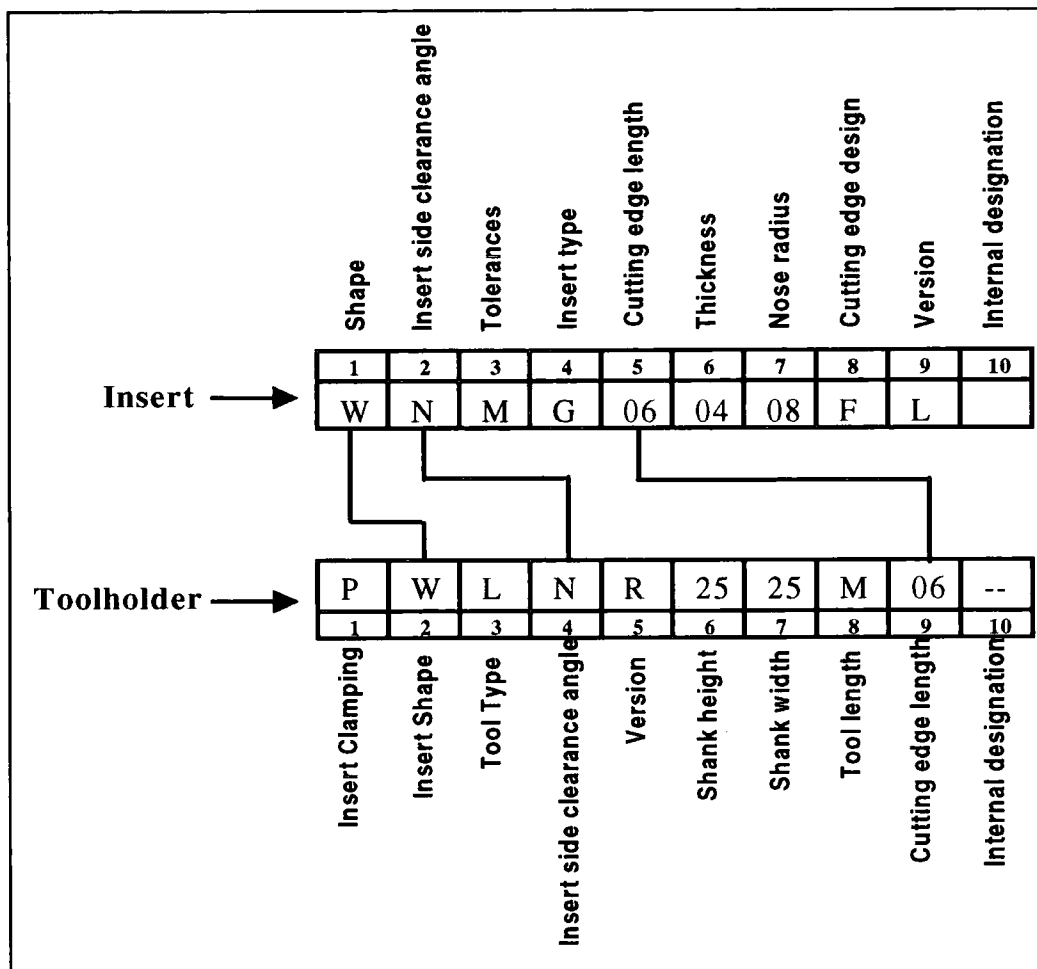 Shape
Insert side clearance angle
Tolerances
Insert type
Cutting edge length
Thickness
Nose radius
Cutting edge design
Version
Internal designation
1 2 3 4 5 6 7 8 9 10
Insert W N M G 06 04 08 F L
Toolholder P W L N R 25 25 M 06 --
1 2 3 4 5 6 7 8 9 10
Insert Clamping
Insert Shape
Tool Type
Insert side clearance angle
Version
Shank height
Shank width
Tool length
Cutting edge length
Internal designation